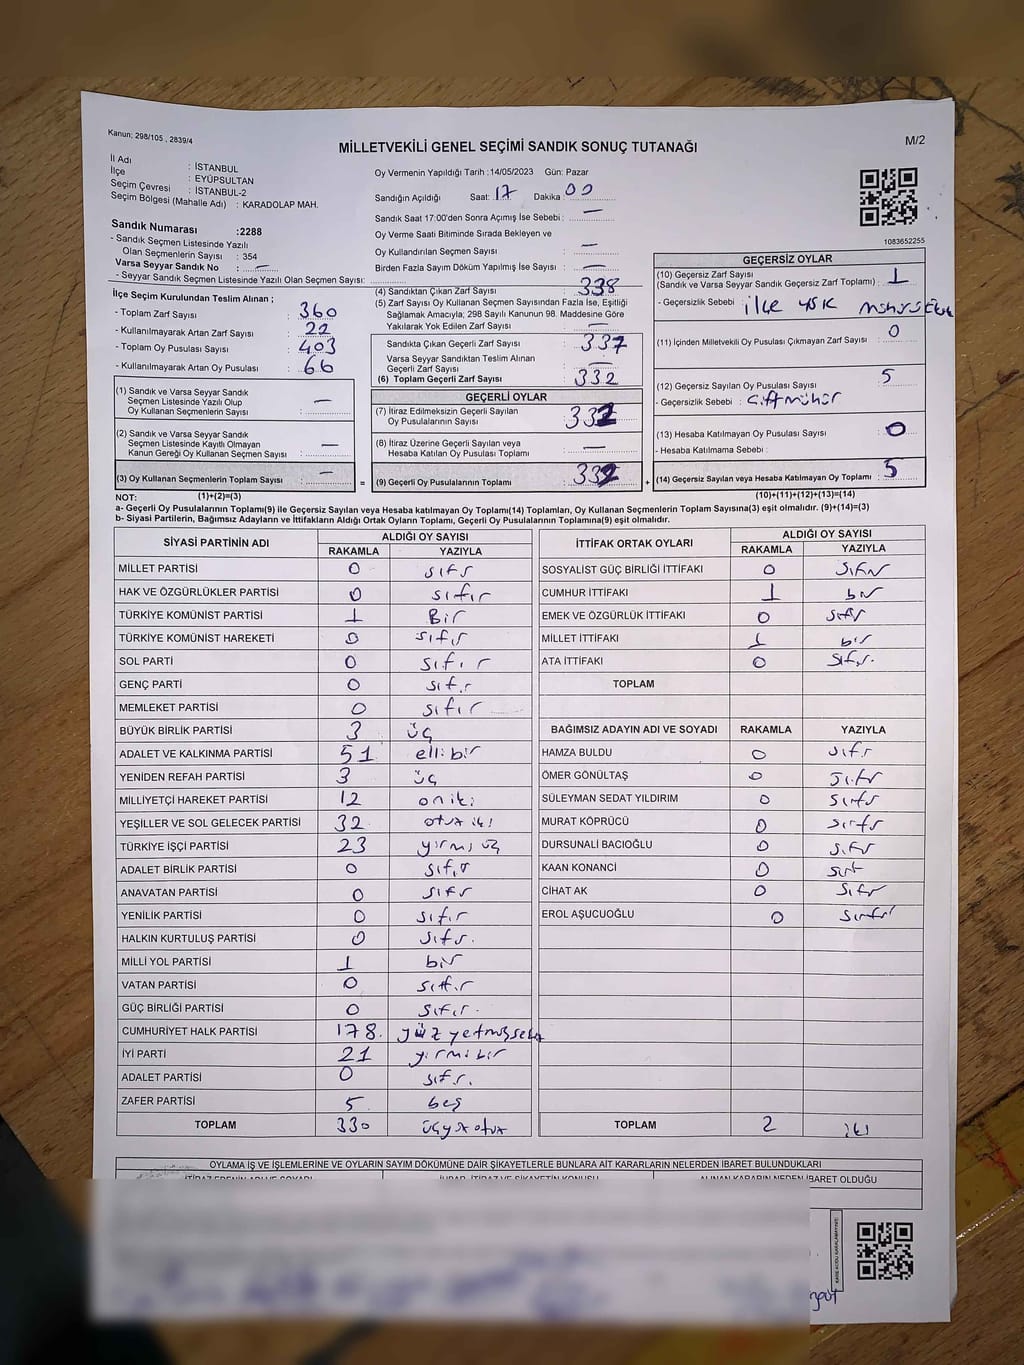 Kanun; 298/105 , 2839/4
MİLLETVEKİLİ GENEL SEÇİMİ SANDIK SONUÇ TUTANAĞI
M/2
İl Adı : İSTANBUL
İlçe : EYÜPSULTAN
Seçim Çevresi : İSTANBUL-2
Seçim Bölgesi (Mahalle Adı) : KARADOLAP MAH.
Sandık Numarası :2288
- Sandık Seçmen Listesinde Yazılı
Olan Seçmenlerin Sayısı : 354
Varsa Seyyar Sandık No : —
- Seyyar Sandık Seçmen Listesinde Yazılı Olan Seçmen Sayısı:
Oy Vermenin Yapıldığı Tarih :14/05/2023 Gün: Pazar
Sandığın Açıldığı Saat: 17 Dakika : 00
Sandık Saat 17:00'den Sonra Açımış İse Sebebi : —
Oy Verme Saati Bitiminde Sırada Bekleyen ve
Oy Kullandırılan Seçmen Sayısı : —
Birden Fazla Sayım Döküm Yapılmış İse Sayısı : —
1083652255
İlçe Seçim Kurulundan Teslim Alınan ;
- Toplam Zarf Sayısı : 360
- Kullanılmayarak Artan Zarf Sayısı : 22
- Toplam Oy Pusulası Sayısı : 403
- Kullanılmayarak Artan Oy Pusulası : 66
(1) Sandık ve Varsa Seyyar Sandık
Seçmen Listesinde Yazılı Olup
Oy Kullanan Seçmenlerin Sayısı : —
(2) Sandık ve Varsa Seyyar Sandık
Seçmen Listesinde Kayıtlı Olmayan
Kanun Gereği Oy Kullanan Seçmen Sayısı : —
(3) Oy Kullanan Seçmenlerin Toplam Sayısı : — =
(4) Sandıktan Çıkan Zarf Sayısı : 338
(5) Zarf Sayısı Oy Kullanan Seçmen Sayısından Fazla İse, Eşitliği
Sağlamak Amacıyla; 298 Sayılı Kanunun 98. Maddesine Göre
Yakılarak Yok Edilen Zarf Sayısı : —
Sandıkta Çıkan Geçerli Zarf Sayısı : 337
Varsa Seyyar Sandıktan Teslim Alınan
Geçerli Zarf Sayısı : —
(6) Toplam Geçerli Zarf Sayısı : 332
GEÇERLİ OYLAR
(7) İtiraz Edilmeksizin Geçerli Sayılan
Oy Pusulalarının Sayısı : 332
(8) İtiraz Üzerine Geçerli Sayılan veya
Hesaba Katılan Oy Pusulası Toplamı : —
(9) Geçerli Oy Pusulalarının Toplamı : 332 +
GEÇERSİZ OYLAR
(10) Geçersiz Zarf Sayısı
(Sandık ve Varsa Seyyar Sandık Geçersiz Zarf Toplamı) : 1
- Geçersizlik Sebebi : ilçe YSK
(11) İçinden Milletvekili Oy Pusulası Çıkmayan Zarf Sayısı : 0
(12) Geçersiz Sayılan Oy Pusulası Sayısı : 5
- Geçersizlik Sebebi : çift mühür
(13) Hesaba Katılmayan Oy Pusulası Sayısı : 0
- Hesaba Katılmama Sebebi :
(14) Geçersiz Sayılan veya Hesaba Katılmayan Oy Toplamı : 5
NOT: (1)+(2)=(3) (10)+(11)+(12)+(13)=(14)
a- Geçerli Oy Pusulasının Toplamı(9) ile Geçersiz Sayılan ve Hesaba katılmayan Oy Toplamı(14) Toplamları, Oy Kullanan Seçmenlerin Toplam Sayısına(3) eşit olmalıdır. (9)+(14)=(3)
b- Siyasi Partilerin, Bağımsız Adayların ve İttifakların Aldığı Ortak Oyların Toplamı, Geçerli Oy Pusulalarının Toplamına(9) eşit olmalıdır.
SİYASİ PARTİNİN ADI ALDIĞI OY SAYISI
RAKAMLA YAZIYLA
MİLLET PARTİSİ 0 sıfır
HAK VE ÖZGÜRLÜKLER PARTİSİ 0 sıfır
TÜRKİYE KOMÜNİST PARTİSİ 1 Bir
TÜRKİYE KOMÜNİST HAREKETİ 0 sıfır
SOL PARTİ 0 sıfır
GENÇ PARTİ 0 sıfır
MEMLEKET PARTİSİ 0 sıfır
BÜYÜK BİRLİK PARTİSİ 3 üç
ADALET VE KALKINMA PARTİSİ 51 ellibir
YENİDEN REFAH PARTİSİ 3 üç
MİLLİYETÇİ HAREKET PARTİSİ 12 oniki
YEŞİLLER VE SOL GELECEK PARTİSİ 32 otuz iki
TÜRKİYE İŞÇİ PARTİSİ 23 yirmi üç
ADALET BİRLİK PARTİSİ 0 sıfır
ANAVATAN PARTİSİ 0 sıfır
YENİLİK PARTİSİ 0 sıfır
HALKIN KURTULUŞ PARTİSİ 0 sıfır.
MİLLİ YOL PARTİSİ 1 bir
VATAN PARTİSİ 0 sıfır
GÜÇ BİRLİĞİ PARTİSİ 0 sıfır.
CUMHURİYET HALK PARTİSİ 178. yüz yetmişsekiz
İYİ PARTİ 21 yirmibir
ADALET PARTİSİ 0 sıfır.
ZAFER PARTİSİ 5. beş
TOPLAM 330 üçyüzotuz
İTTİFAK ORTAK OYLARI ALDIĞI OY SAYISI
RAKAMLA YAZIYLA
SOSYALİST GÜÇ BİRLİĞİ İTTİFAKI 0 sıfır
CUMHUR İTTİFAKI 1 bir
EMEK VE ÖZGÜRLÜK İTTİFAKI 0 sıfır
MİLLET İTTİFAKI 1 bir
ATA İTTİFAKI 0 sıfır.
TOPLAM
BAĞIMSIZ ADAYIN ADI VE SOYADI RAKAMLA YAZIYLA
HAMZA BULDU 0 sıfır
ÖMER GÖNÜLTAŞ 0 sıfır
SÜLEYMAN SEDAT YILDIRIM 0 sıfır
MURAT KÖPRÜCÜ 0 sıfır
DURSUNALİ BACIOĞLU 0 sıfır
KAAN KONANCİ 0 sıfır
CİHAT AK 0 sıfır
EROL AŞUCUOĞLU 0 sıfır
TOPLAM 2 iki
OYLAMA İŞ VE İŞLEMLERİNE VE OYLARIN SAYIM DÖKÜMÜNE DAİR ŞİKAYETLERLE BUNLARA AİT KARARLARIN NELERDEN İBARET BULUNDUKLARI
İTİRAZ EDENİN ADI VE SOYADI İHBAR, İTİRAZ VE ŞİKAYETİN KONUSU ALINAN KARARIN NEDEN İBARET OLDUĞU